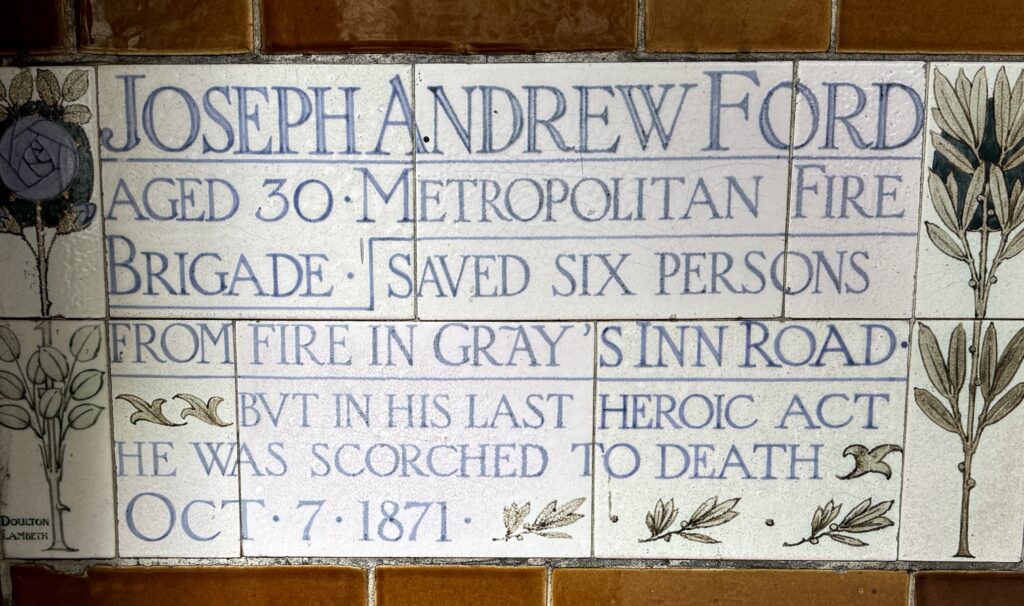 JOSEPH ANDREW FORD
AGED 30 · METROPOLITAN FIRE
BRIGADE · SAVED SIX PERSONS
FROM FIRE IN GRAY'S INN ROAD·
BVT IN HIS LAST HEROIC ACT
HE WAS SCORCHED TO DEATH
OCT · 7 · 1871 ·
DOULTON
LAMBETH